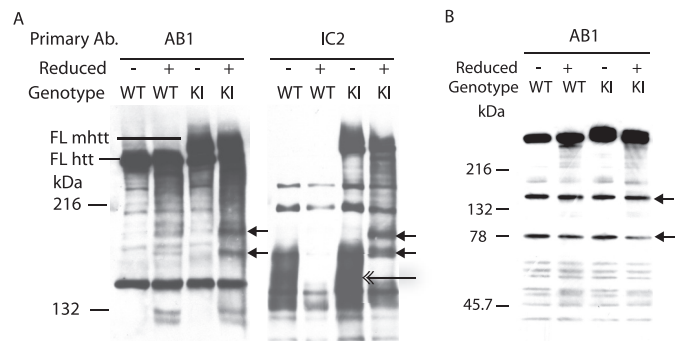 A
Primary Ab. AB1 IC2
Reduced - + - + - + - +
Genotype WT WT KI KI WT WT KI KI
FL mhtt
FL htt
kDa
216
132
B
AB1
Reduced - + - +
Genotype WT WT KI KI
kDa
216
132
78
45.7